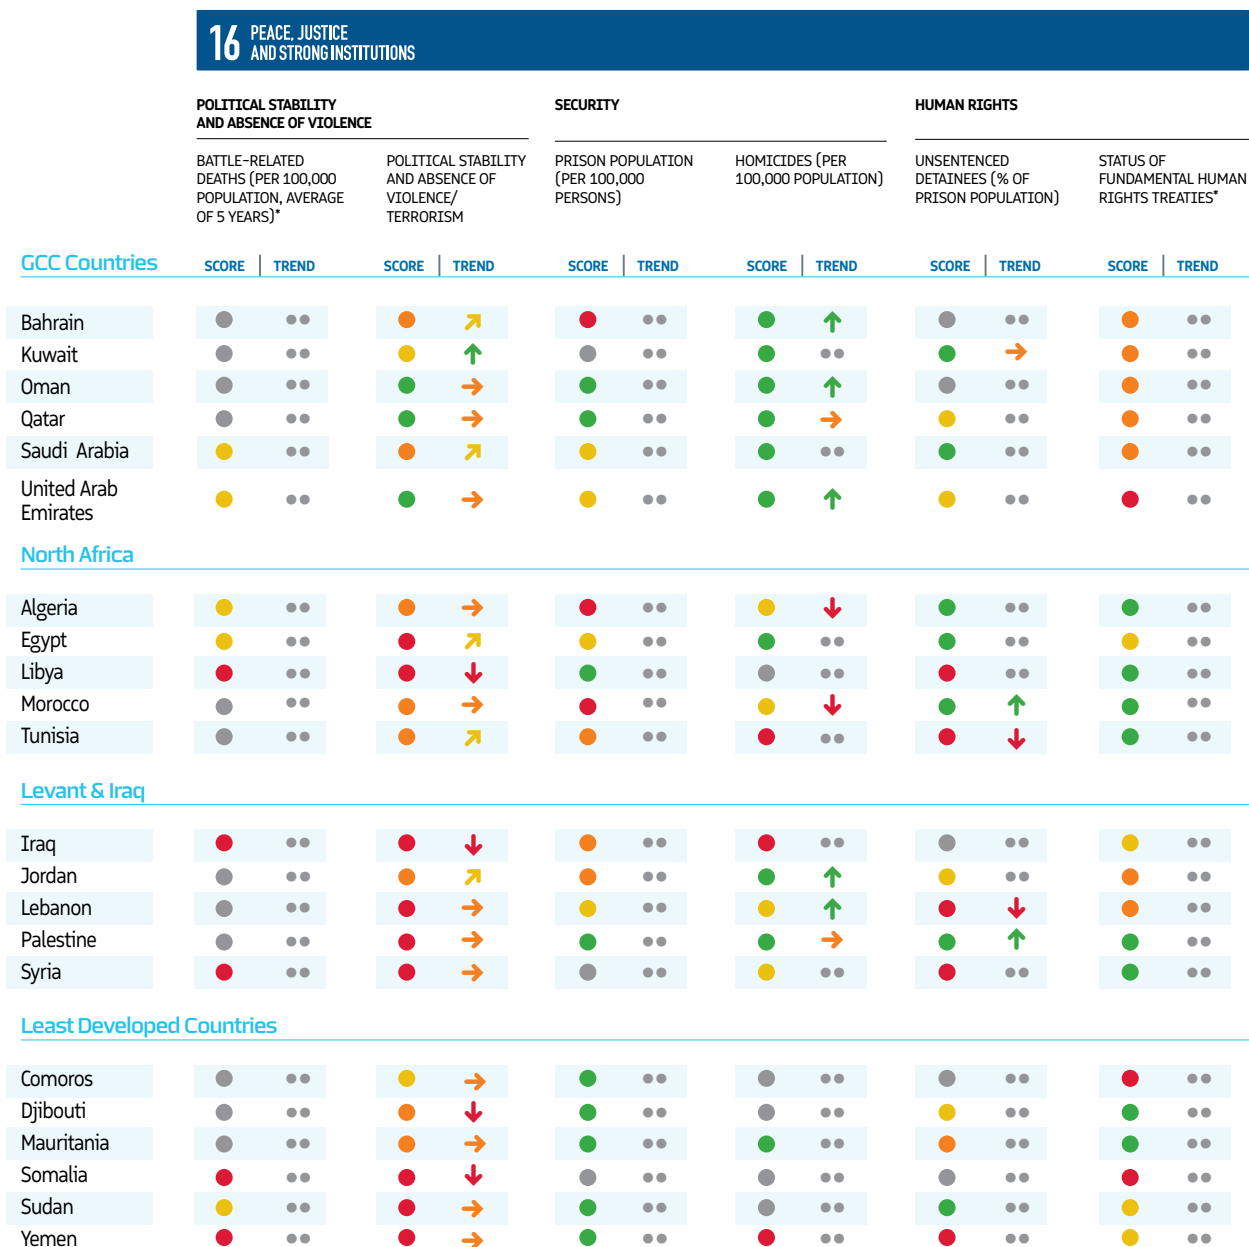 16 PEACE, JUSTICE
AND STRONG INSTITUTIONS
POLITICAL STABILITY
AND ABSENCE OF VIOLENCE
SECURITY
HUMAN RIGHTS
BATTLE-RELATED
DEATHS (PER 100,000
POPULATION, AVERAGE
OF 5 YEARS)*
POLITICAL STABILITY
AND ABSENCE OF
VIOLENCE/
TERRORISM
PRISON POPULATION
(PER 100,000
PERSONS)
HOMICIDES (PER
100,000 POPULATION)
UNSENTENCED
DETAINEES (% OF
PRISON POPULATION)
STATUS OF
FUNDAMENTAL HUMAN
RIGHTS TREATIES*
GCC Countries SCORE | TREND SCORE | TREND SCORE | TREND SCORE | TREND SCORE | TREND SCORE | TREND
Bahrain
Kuwait
Oman
Qatar
Saudi Arabia
United Arab
Emirates
North Africa
Algeria
Egypt
Libya
Morocco
Tunisia
Levant & Iraq
Iraq
Jordan
Lebanon
Palestine
Syria
Least Developed Countries
Comoros
Djibouti
Mauritania
Somalia
Sudan
Yemen